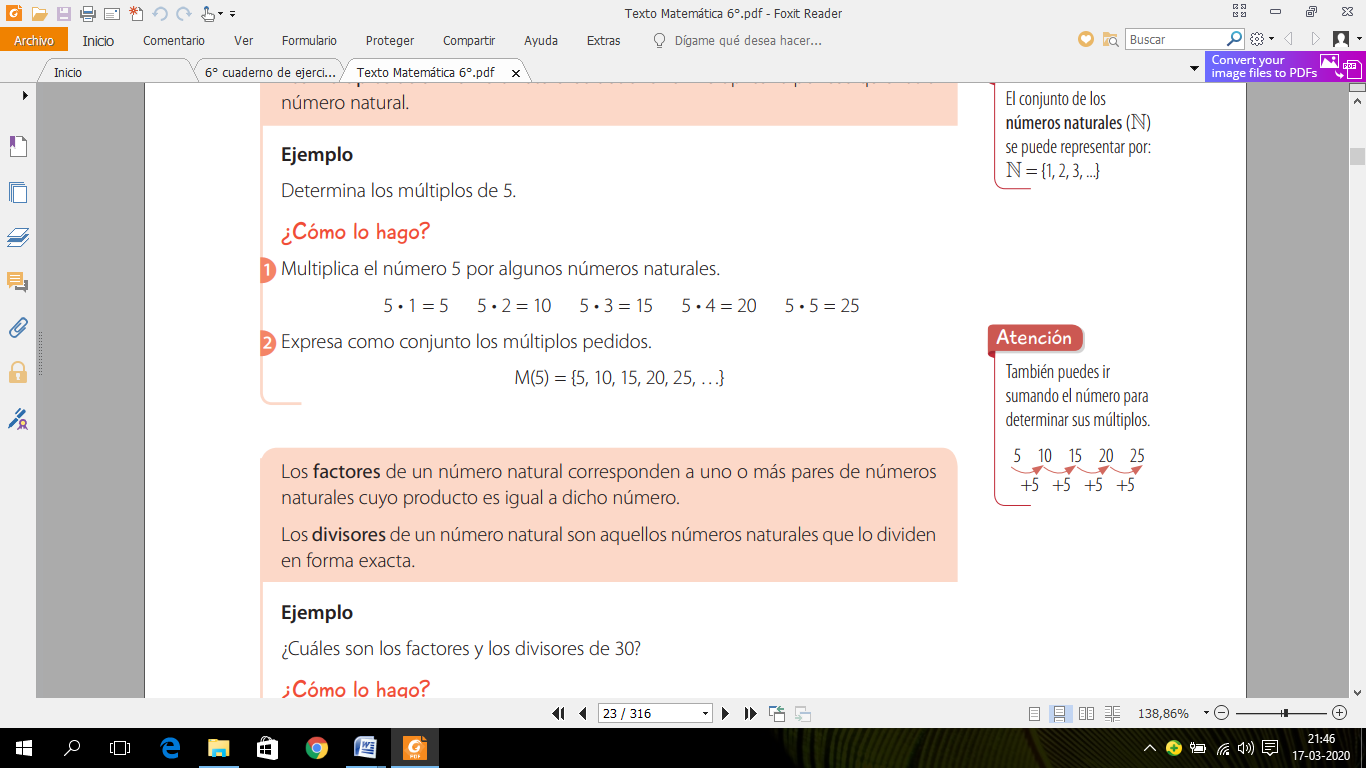 Texto Matemática 6°.pdf - Foxit Reader
Archivo Inicio Comentario Ver Formulario Proteger Compartir Ayuda Extras Dígame qué desea hacer... Buscar
Inicio 6° cuaderno de ejerci... Texto Matemática 6°.pdf Convert your
image files to PDFs
número natural.
Ejemplo
Determina los múltiplos de 5.
¿Cómo lo hago?
1 Multiplica el número 5 por algunos números naturales.
5 • 1 = 5 5 • 2 = 10 5 • 3 = 15 5 • 4 = 20 5 • 5 = 25
2 Expresa como conjunto los múltiplos pedidos.
M(5) = {5, 10, 15, 20, 25, …}
El conjunto de los
números naturales (ℕ)
se puede representar por:
ℕ = {1, 2, 3, ...}
Atención
También puedes ir
sumando el número para
determinar sus múltiplos.
5 10 15 20 25
+5 +5 +5 +5
Los factores de un número natural corresponden a uno o más pares de números
naturales cuyo producto es igual a dicho número.
Los divisores de un número natural son aquellos números naturales que lo dividen
en forma exacta.
Ejemplo
¿Cuáles son los factores y los divisores de 30?
¿Cómo lo hago?
23 / 316 138,86%
21:46
17-03-2020